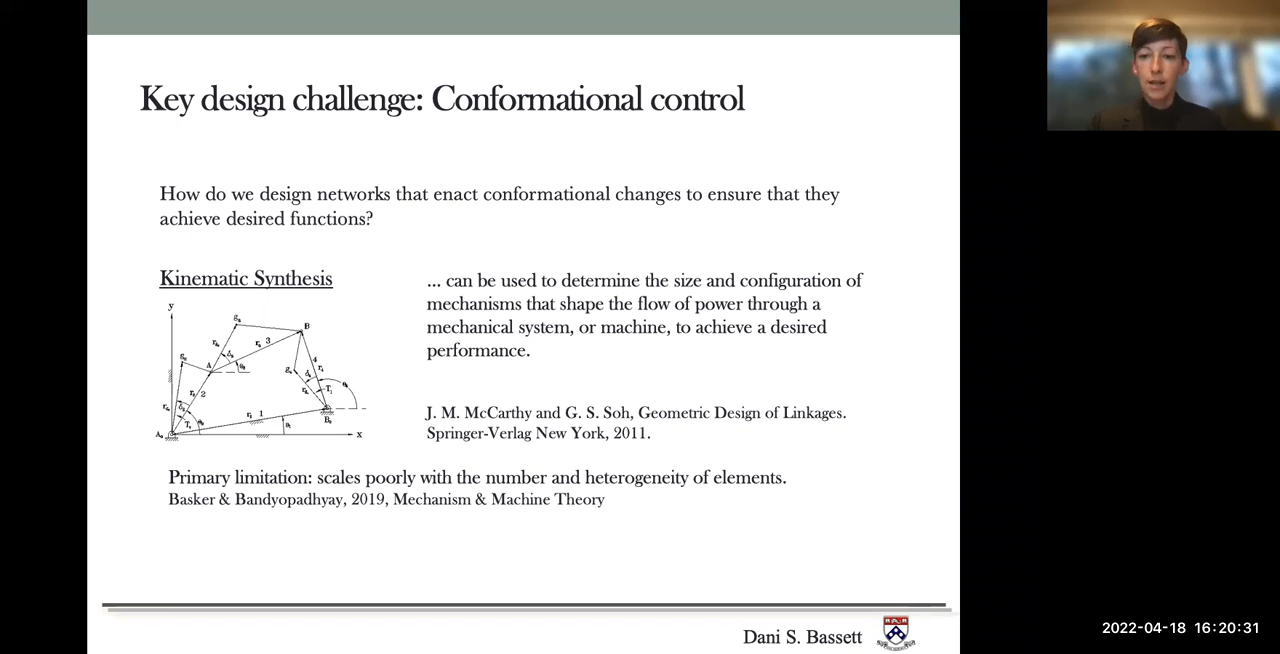 Key design challenge: Conformational control
How do we design networks that enact conformational changes to ensure that they
achieve desired functions?
Kinematic Synthesis
... can be used to determine the size and configuration of
mechanisms that shape the flow of power through a
mechanical system, or machine, to achieve a desired
performance.
y
B
3
A
4
2
1
x
J. M. McCarthy and G. S. Soh, Geometric Design of Linkages.
Springer-Verlag New York, 2011.
Primary limitation: scales poorly with the number and heterogeneity of elements.
Basker & Bandyopadhyay, 2019, Mechanism & Machine Theory
Dani S. Bassett
2022-04-18 16:20:31